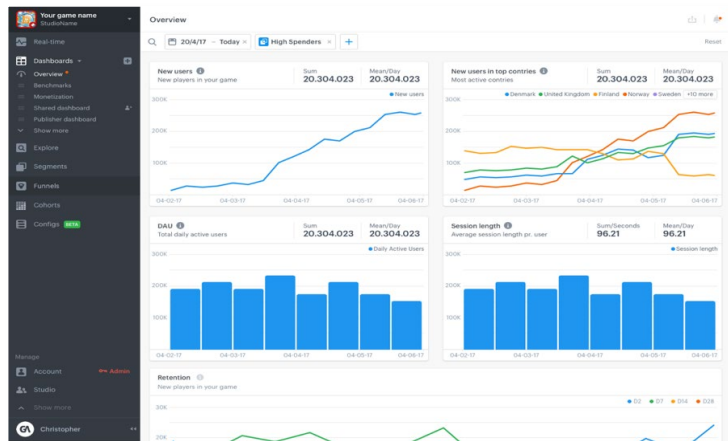 Your game name
StudioName
Real-time
Dashboards
Overview
Benchmarks
Monetization
Shared dashboard
Publisher dashboard
Show more
Explore
Segments
Funnels
Cohorts
Configs BETA
Manage
Account Admin
Studio
Show more
GA Christopher
Overview
20/4/17 – Today × High Spenders × +
Reset
New users
New players in your game
Sum
20.304.023
Mean/Day
20.304.023
New users
300K
200K
100K
04-02-17 04-03-17 04-04-17 04-05-17 04-06-17
New users in top contries
Most active countries
Sum
20.304.023
Mean/Day
20.304.023
Denmark United Kingdom Finland Norway Sweden +10 more
300K
200K
100K
04-02-17 04-03-17 04-04-17 04-05-17 04-06-17
DAU
Total daily active users
Sum
20.304.023
Mean/Day
20.304.023
Daily Active Users
300K
200K
100K
04-02-17 04-03-17 04-04-17 04-05-17 04-06-17
Session length
Average session length pr. user
Sum/Seconds
96.21
Mean/Day
96.21
Session length
300K
200K
100K
04-02-17 04-03-17 04-04-17 04-05-17 04-06-17
Retention
New players in your game
D2 D7 D14 D28
30K
20K